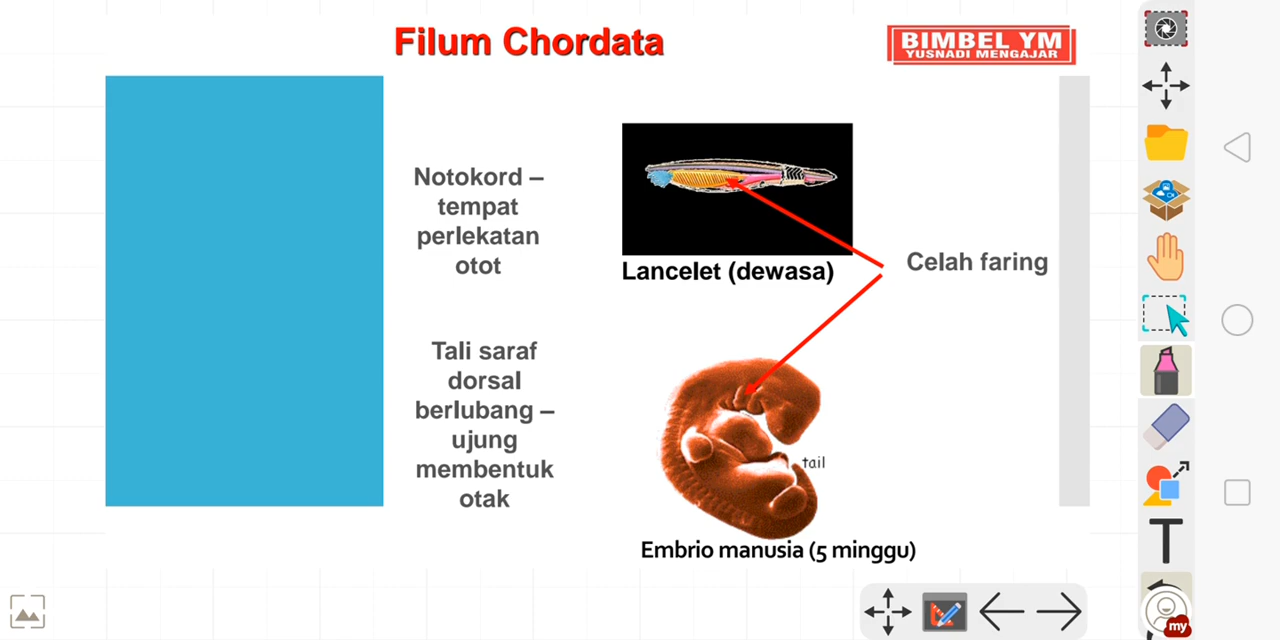 Filum Chordata
BIMBEL YM
YUSNADI MENGAJAR
Notokord –
tempat
perlekatan
otot
Lancelet (dewasa)
Celah faring
Tali saraf
dorsal
berlubang –
ujung
membentuk
otak
tail
Embrio manusia (5 minggu)
T
my